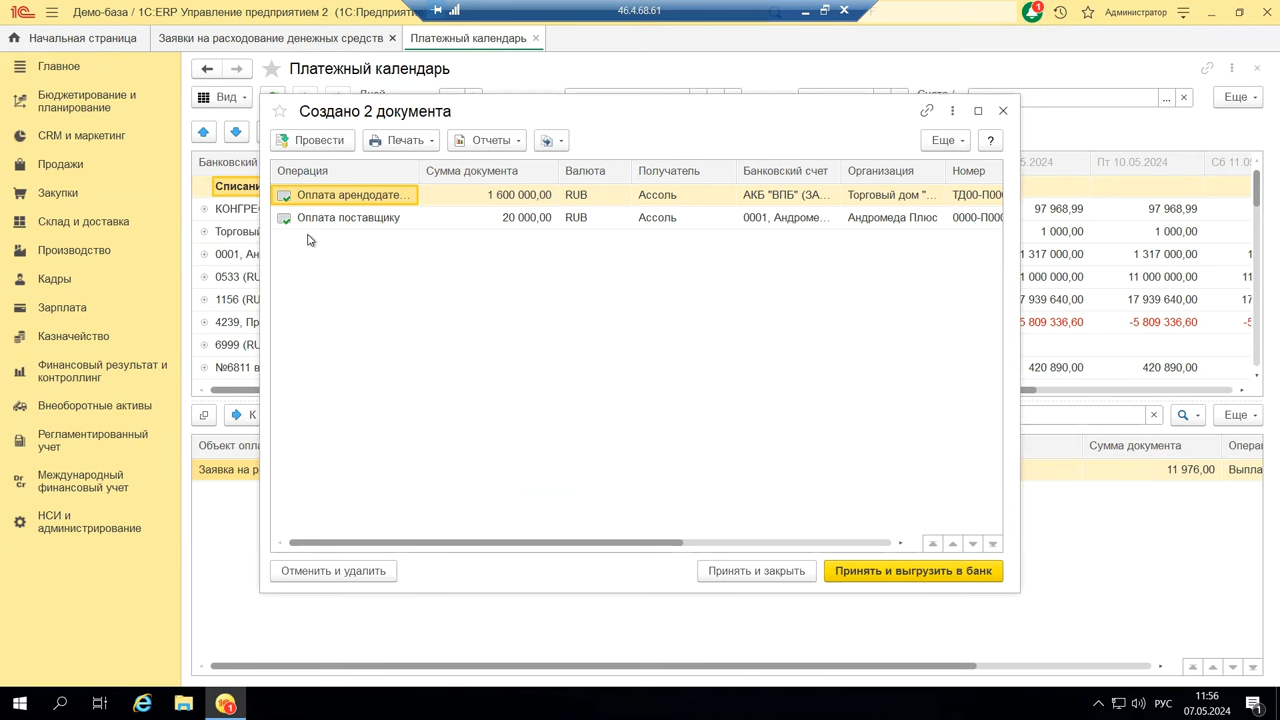 Демо-база / 1С:ERP Управление предприятием 2 (1С:Предприяти
46.4.68.61
1
Администратор
Начальная страница
Заявки на расходование денежных средств
Платежный календарь
Главное
Бюджетирование и планирование
CRM и маркетинг
Продажи
Закупки
Склад и доставка
Производство
Кадры
Зарплата
Казначейство
Финансовый результат и контроллинг
Внеоборотные активы
Регламентированный учет
Международный финансовый учет
НСИ и администрирование
Платежный календарь
Вид
Еще
Банковский
.2024
Пт 10.05.2024
Сб 11.05
Списани
КОНГРЕ
97 968,99
97 968,99
Торговый
1 000,00
1 000,00
0001, Ан
1 317 000,00
1 317 000,00
1
0533 (RU
11 000 000,00
1156 (RU
17 939 640,00
17 939 640,00
17
4239, Пр
5 809 336,60
-5 809 336,60
-5
6999 (RU
№6811 в
420 890,00
420 890,00
К
Еще
Объект опла
Сумма документа
Операц
Заявка на р
11 976,00
Выпла
Создано 2 документа
Провести
Печать
Отчеты
Еще
?
Операция
Сумма документа
Валюта
Получатель
Банковский счет
Организация
Номер
Оплата арендодате...
1 600 000,00
RUB
Ассоль
АКБ "ВПБ" (ЗА...
Торговый дом "...
ТД00-П000
Оплата поставщику
20 000,00
RUB
Ассоль
0001, Андроме...
Андромеда Плюс
0000-П000
Отменить и удалить
Принять и закрыть
Принять и выгрузить в банк
РУС
11:56
07.05.2024
1